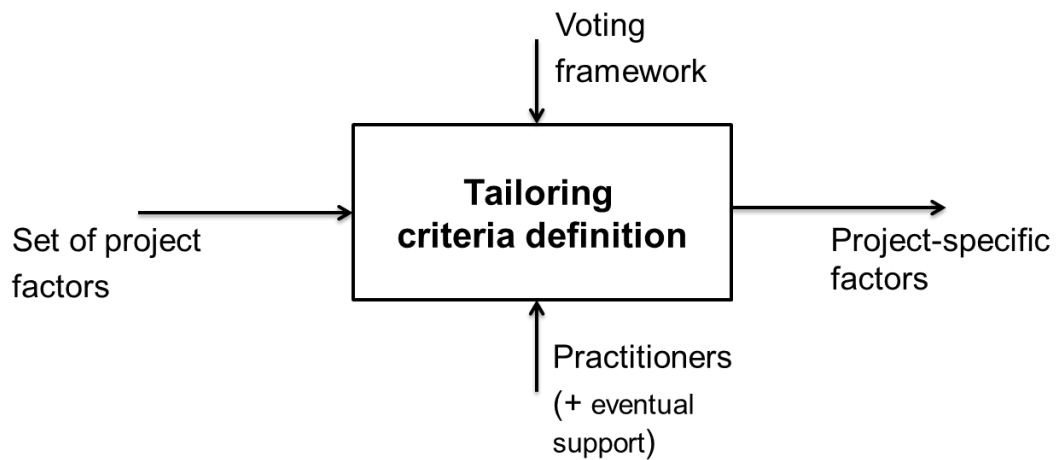 Voting
framework
Tailoring
criteria definition
Set of project
factors
Project-specific
factors
Practitioners
(+ eventual
support)